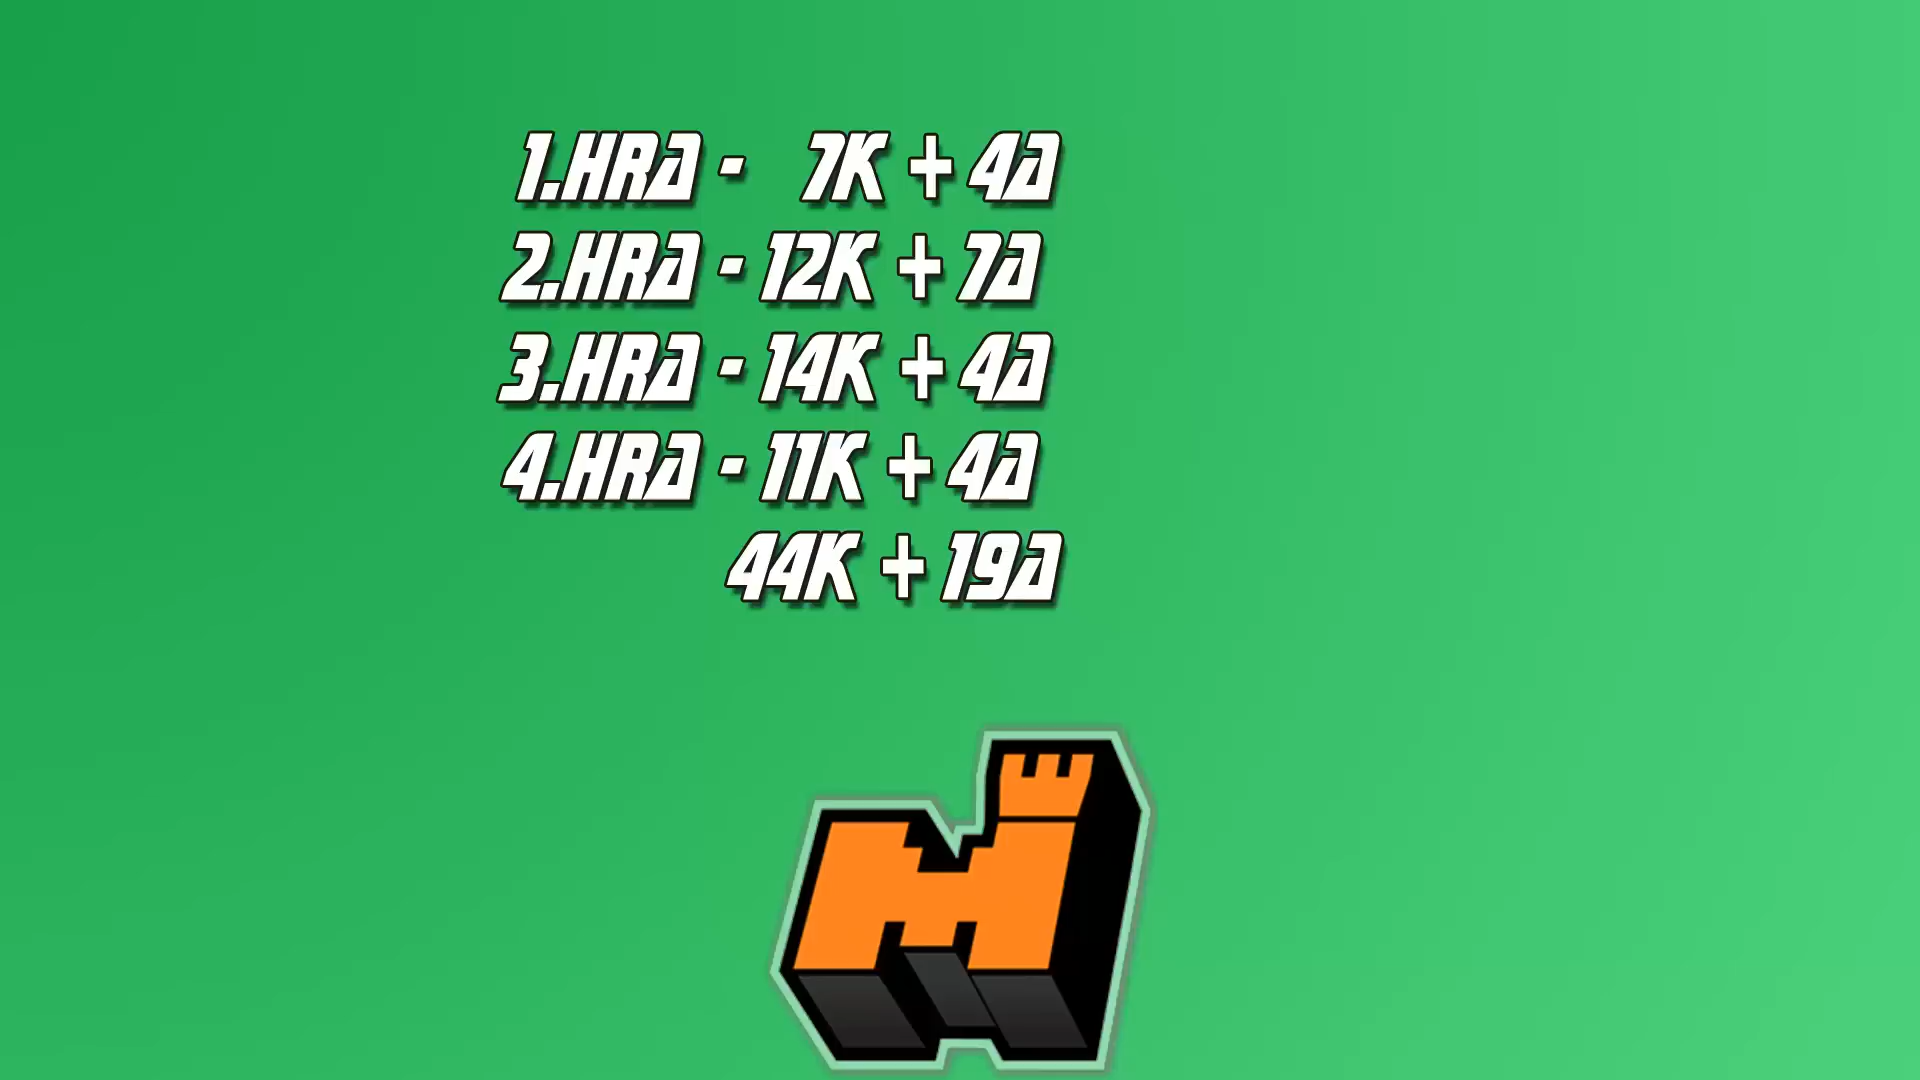 1.HRA - 7K + 4A
2.HRA - 12K + 7A
3.HRA - 14K + 4A
4.HRA - 11K + 4A
44K + 19A